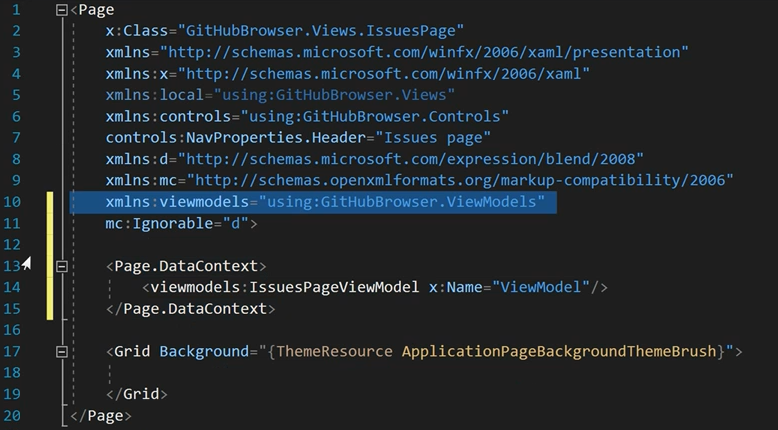 1 <Page
2 x:Class="GitHubBrowser.Views.IssuesPage"
3 xmlns="http://schemas.microsoft.com/winfx/2006/xaml/presentation"
4 xmlns:x="http://schemas.microsoft.com/winfx/2006/xaml"
5 xmlns:local="using:GitHubBrowser.Views"
6 xmlns:controls="using:GitHubBrowser.Controls"
7 controls:NavProperties.Header="Issues page"
8 xmlns:d="http://schemas.microsoft.com/expression/blend/2008"
9 xmlns:mc="http://schemas.openxmlformats.org/markup-compatibility/2006"
10 xmlns:viewmodels="using:GitHubBrowser.ViewModels"
11 mc:Ignorable="d">
12
13 <Page.DataContext>
14 <viewmodels:IssuesPageViewModel x:Name="ViewModel"/>
15 </Page.DataContext>
16
17 <Grid Background="{ThemeResource ApplicationPageBackgroundThemeBrush}">
18
19 </Grid>
20 </Page>